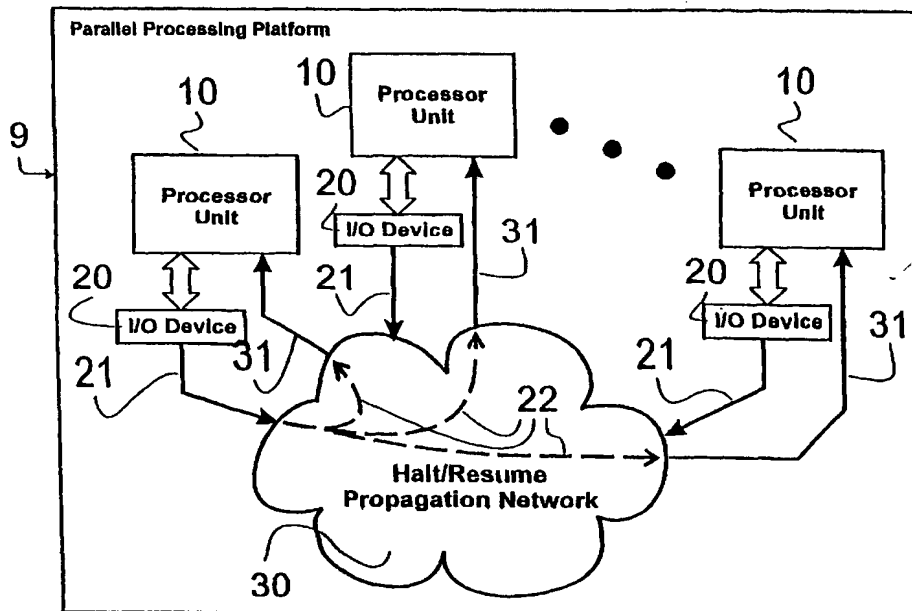 Parallel Processing Platform
10
Processor
Unit
10
Processor
Unit
10
Processor
Unit
9
20
I/O Device
20
I/O Device
20
I/O Device
21
31
21
31
21
31
22
Halt/Resume
Propagation Network
30